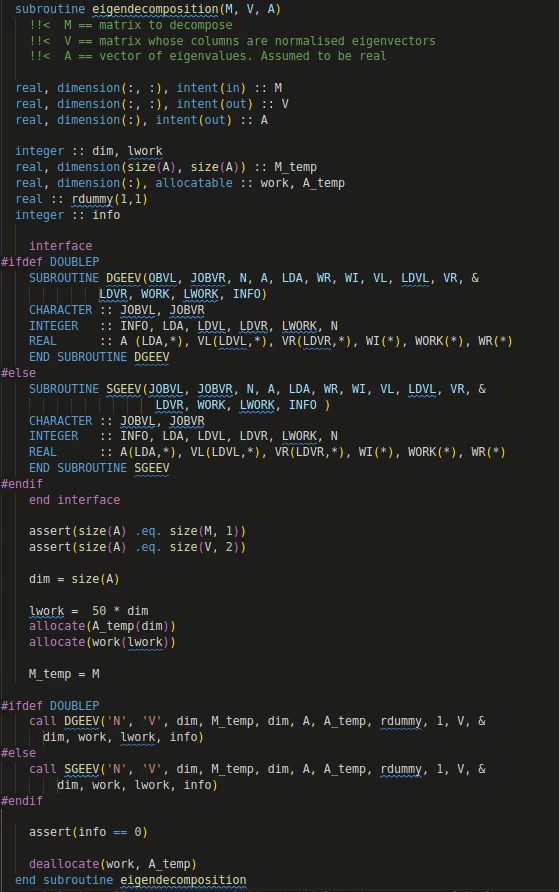 subroutine eigendecomposition(M, V, A)
!!<  M == matrix to decompose
!!<  V == matrix whose columns are normalised eigenvectors
!!<  A == vector of eigenvalues. Assumed to be real
real, dimension(:, :), intent(in) :: M
real, dimension(:, :), intent(out) :: V
real, dimension(:), intent(out) :: A
integer :: dim, lwork
real, dimension(size(A), size(A)) :: M_temp
real, dimension(:), allocatable :: work, A_temp
real :: rdummy(1,1)
integer :: info
interface
#ifdef DOUBLEP
SUBROUTINE DGEEV(OBVL, JOBVR, N, A, LDA, WR, WI, VL, LDVL, VR, &
LDVR, WORK, LWORK, INFO)
CHARACTER :: JOBVL, JOBVR
INTEGER   :: INFO, LDA, LDVL, LDVR, LWORK, N
REAL      :: A (LDA,*), VL(LDVL,*), VR(LDVR,*), WI(*), WORK(*), WR(*)
END SUBROUTINE DGEEV
#else
SUBROUTINE SGEEV(JOBVL, JOBVR, N, A, LDA, WR, WI, VL, LDVL, VR, &
LDVR, WORK, LWORK, INFO )
CHARACTER :: JOBVL, JOBVR
INTEGER   :: INFO, LDA, LDVL, LDVR, LWORK, N
REAL      :: A(LDA,*), VL(LDVL,*), VR(LDVR,*), WI(*), WORK(*), WR(*)
END SUBROUTINE SGEEV
#endif
end interface
assert(size(A) .eq. size(M, 1))
assert(size(A) .eq. size(V, 2))
dim = size(A)
lwork =  50 * dim
allocate(A_temp(dim))
allocate(work(lwork))
M_temp = M
#ifdef DOUBLEP
call DGEEV('N', 'V', dim, M_temp, dim, A, A_temp, rdummy, 1, V, &
dim, work, lwork, info)
#else
call SGEEV('N', 'V', dim, M_temp, dim, A, A_temp, rdummy, 1, V, &
dim, work, lwork, info)
#endif
assert(info == 0)
deallocate(work, A_temp)
end subroutine eigendecomposition